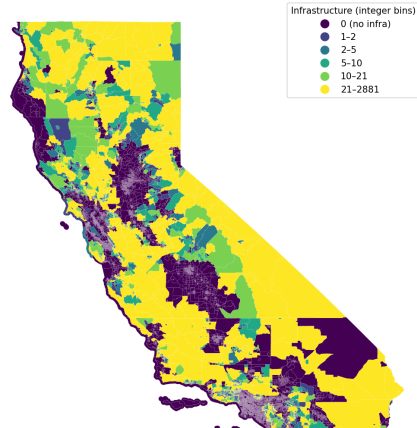 Infrastructure (integer bins)
0 (no infra)
1–2
2–5
5–10
10–21
21–2881